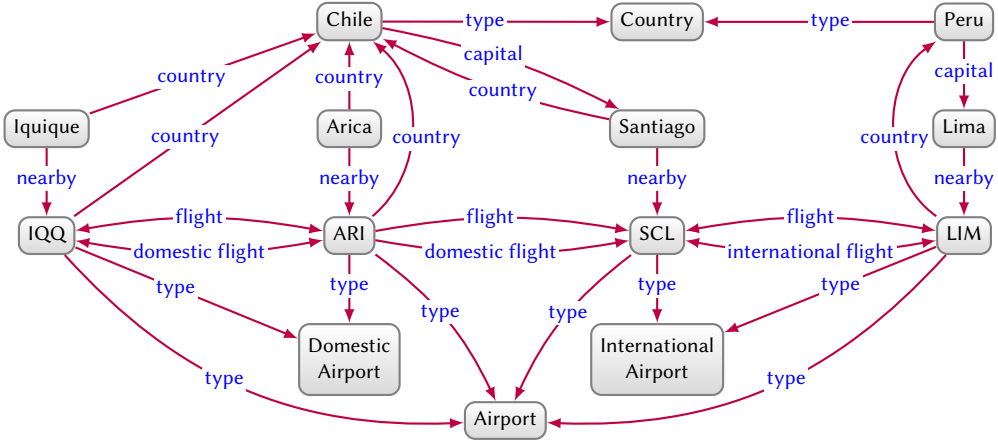 Chile
type
Country
type
Peru
capital
country
country
country
capital
Iquique
Arica
Santiago
Lima
country
country
country
nearby
nearby
nearby
nearby
flight
flight
flight
IQQ
ARI
SCL
LIM
domestic flight
domestic flight
international flight
type
type
type
type
type
type
Domestic
Airport
International
Airport
type
type
Airport